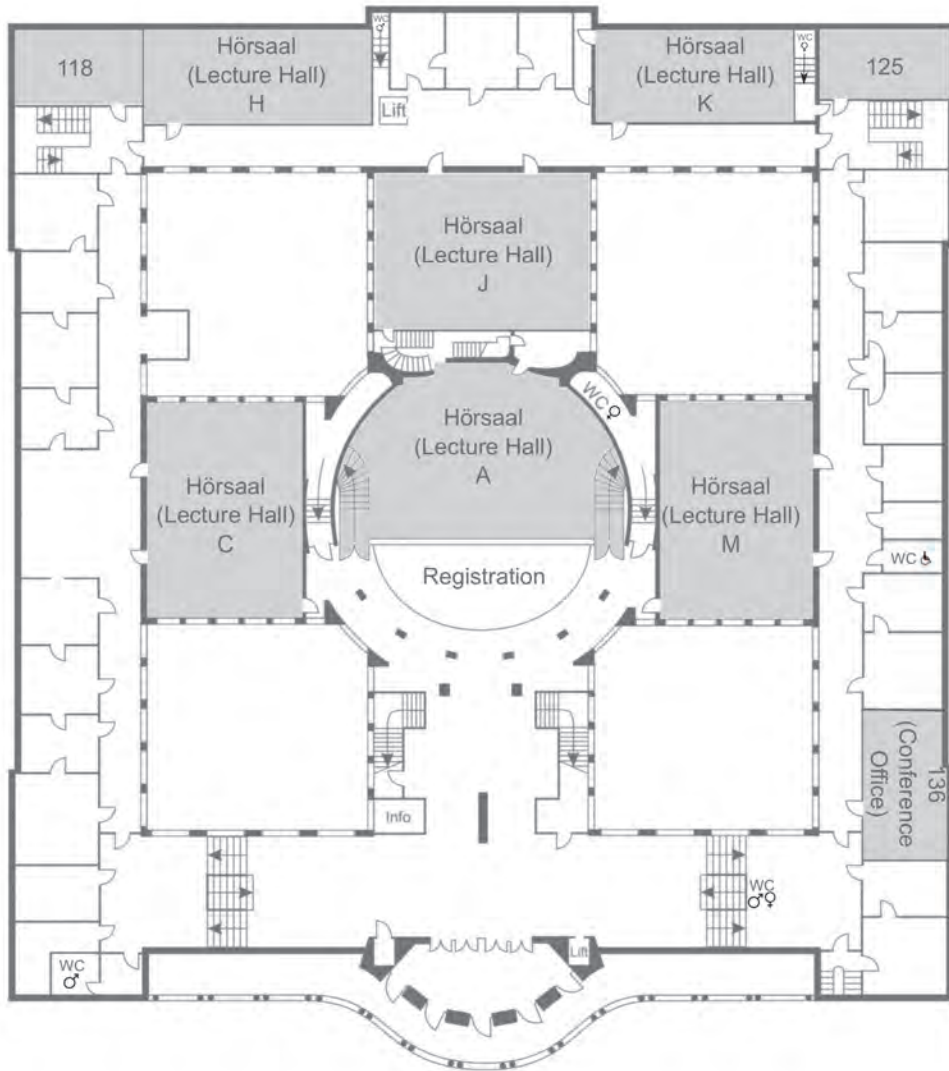 WC
118
Hörsaal
(Lecture Hall)
H
Lift
Hörsaal
(Lecture Hall)
K
WC
125
Hörsaal
(Lecture Hall)
J
WC
Hörsaal
(Lecture Hall)
A
Hörsaal
(Lecture Hall)
C
Hörsaal
(Lecture Hall)
M
WC
Registration
136
(Conference
Office)
Info
WC
WC
Lift